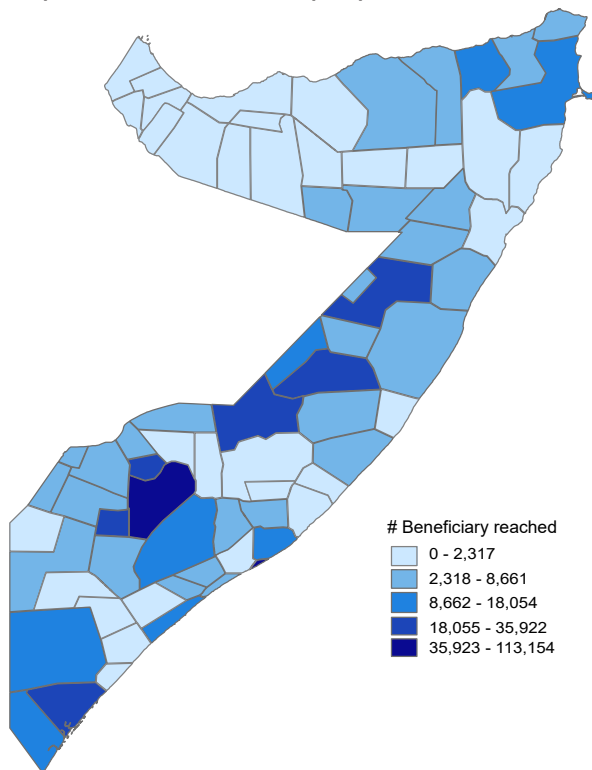 # Beneficiary reached
0 - 2,317
2,318 - 8,661
8,662 - 18,054
18,055 - 35,922
35,923 - 113,154